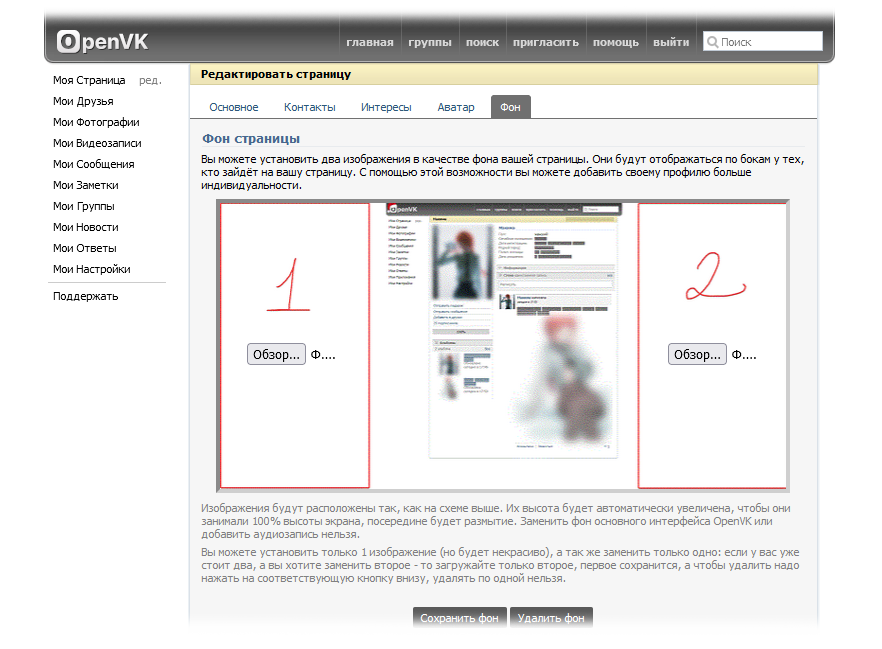 OpenVK
главная группы поиск пригласить помощь выйти Поиск
Моя Страница ред.
Мои Друзья
Мои Фотографии
Мои Видеозаписи
Мои Сообщения
Мои Заметки
Мои Группы
Мои Новости
Мои Ответы
Мои Настройки
Поддержать
Редактировать страницу
Основное Контакты Интересы Аватар Фон
Фон страницы
Вы можете установить два изображения в качестве фона вашей страницы. Они будут отображаться по бокам у тех,
кто зайдёт на вашу страницу. С помощью этой возможности вы можете добавить своему профилю больше
индивидуальности.
OpenVK
1
2
Обзор... Ф....
Обзор... Ф....
Изображения будут расположены так, как на схеме выше. Их высота будет автоматически увеличена, чтобы они
занимали 100% высоты экрана, посередине будет размытие. Заменить фон основного интерфейса OpenVK или
добавить аудиозапись нельзя.
Вы можете установить только 1 изображение (но будет некрасиво), а так же заменить только одно: если у вас уже
стоит два, а вы хотите заменить второе - то загружайте только второе, первое сохранится, а чтобы удалить надо
нажать на соответствующую кнопку внизу, удалять по одной нельзя.
Сохранить фон Удалить фон